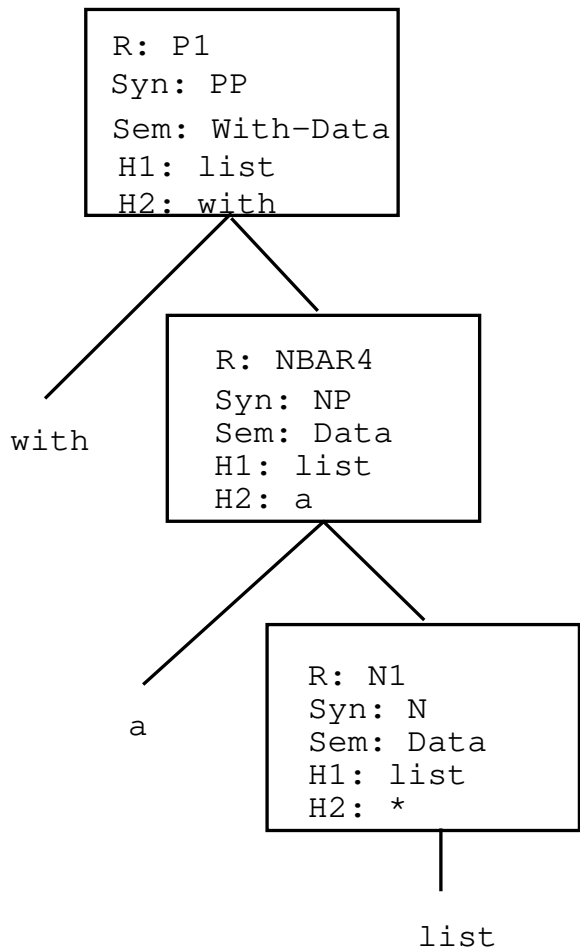 R: P1
Syn: PP
Sem: With-Data
H1: list
H2: with
with
R: NBAR4
Syn: NP
Sem: Data
H1: list
H2: a
a
R: N1
Syn: N
Sem: Data
H1: list
H2: *
list